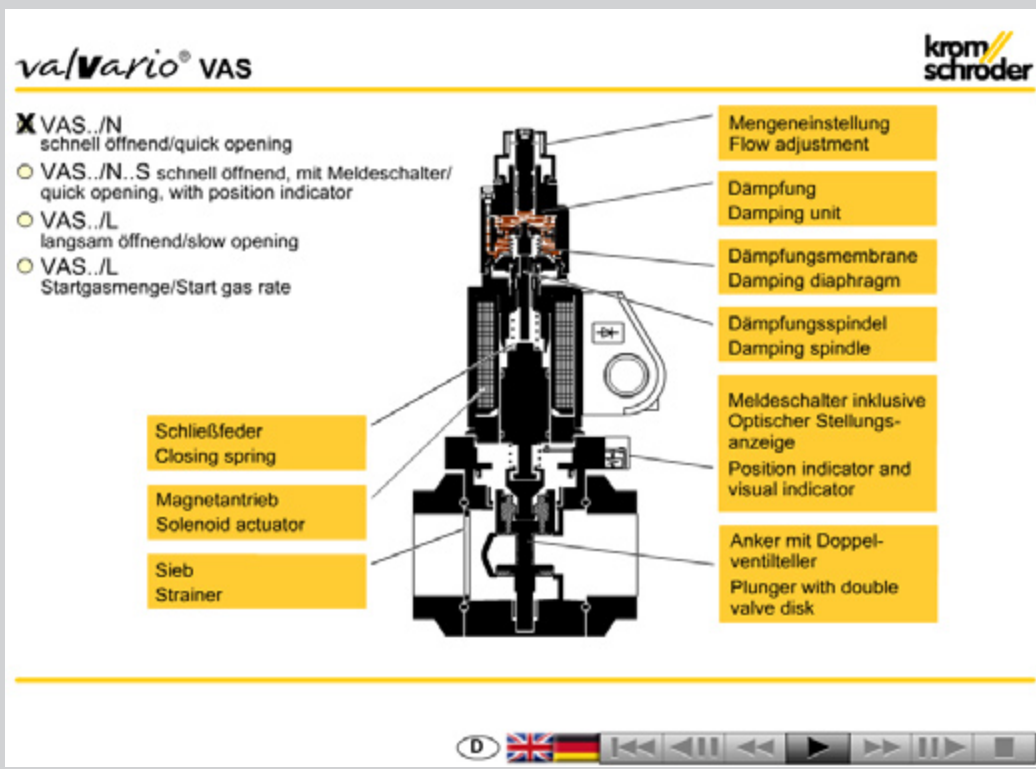 valvario® VAS
krom
schroder
X VAS../N
schnell öffnend/quick opening
VAS../N..S schnell öffnend, mit Meldeschalter/
quick opening, with position indicator
VAS../L
langsam öffnend/slow opening
VAS../L
Startgasmenge/Start gas rate
Mengeneinstellung
Flow adjustment
Dämpfung
Damping unit
Dämpfungsmembrane
Damping diaphragm
Dämpfungsspindel
Damping spindle
Meldeschalter inklusive
Optischer Stellungs-
anzeige
Position indicator and
visual indicator
Anker mit Doppel-
ventilteller
Plunger with double
valve disk
Schließfeder
Closing spring
Magnetantrieb
Solenoid actuator
Sieb
Strainer
D